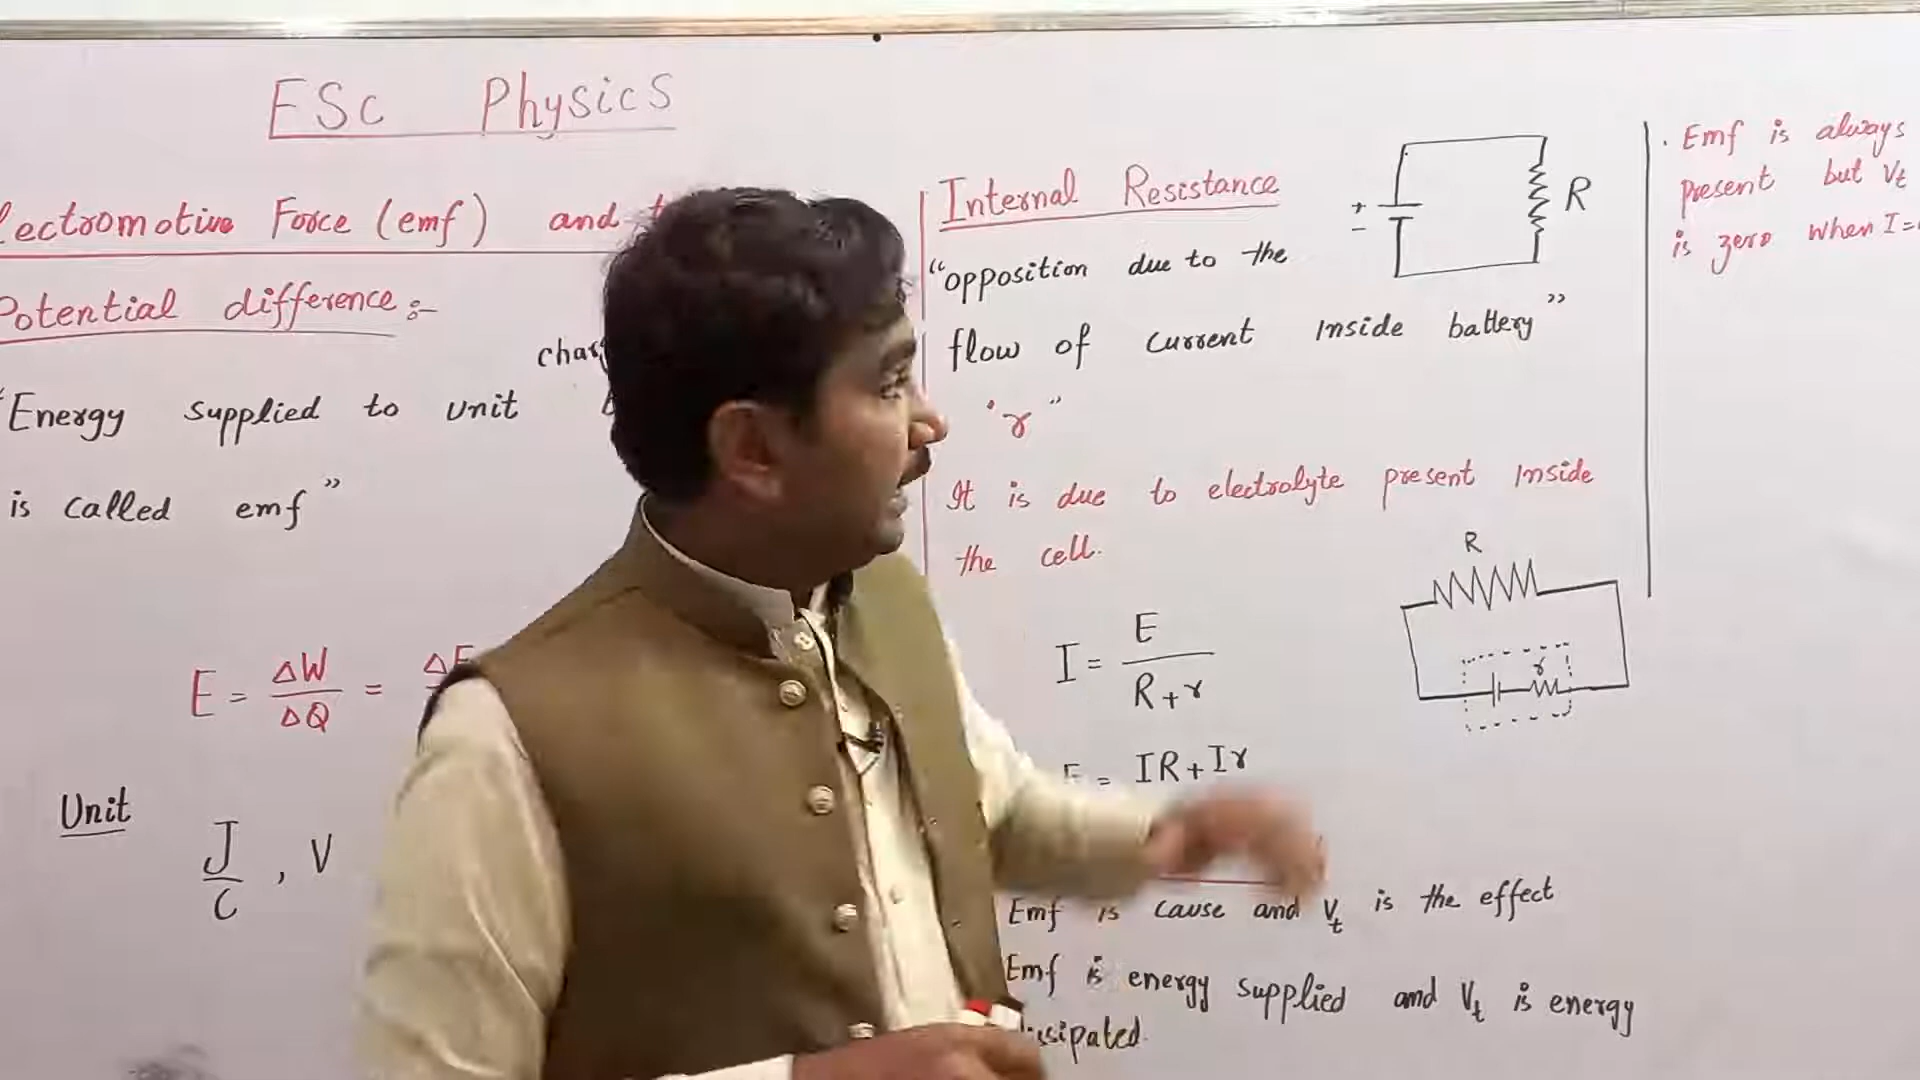 ESc Physics
lectromotive Force (emf) and
Potential difference:-
"Energy supplied to unit
is called emf"
E = ΔW/ΔQ =
Unit
J/C , V
Internal Resistance
"opposition due to the
flow of current inside battery"
"r"
It is due to electrolyte present inside
the cell.
I = E/R+r
E = IR+Ir
Emf is cause and Vt is the effect
Emf is energy supplied and Vt is energy
ssipated.
+
-
R
R
r
. Emf is always
present but Vt
is zero when I=